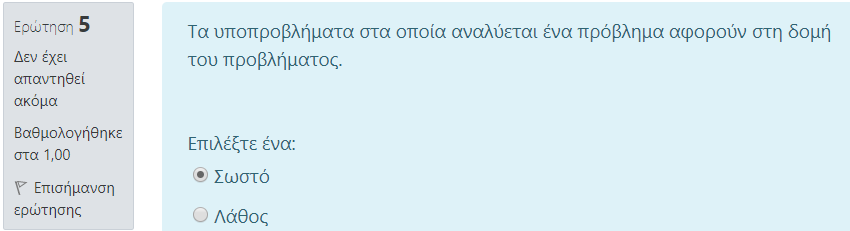 Ερώτηση 5
Δεν έχει
απαντηθεί
ακόμα
Βαθμολογήθηκε
στα 1,00
Επισήμανση
ερώτησης
Τα υποπροβλήματα στα οποία αναλύεται ένα πρόβλημα αφορούν στη δομή
του προβλήματος.
Επιλέξτε ένα:
Σωστό
Λάθος